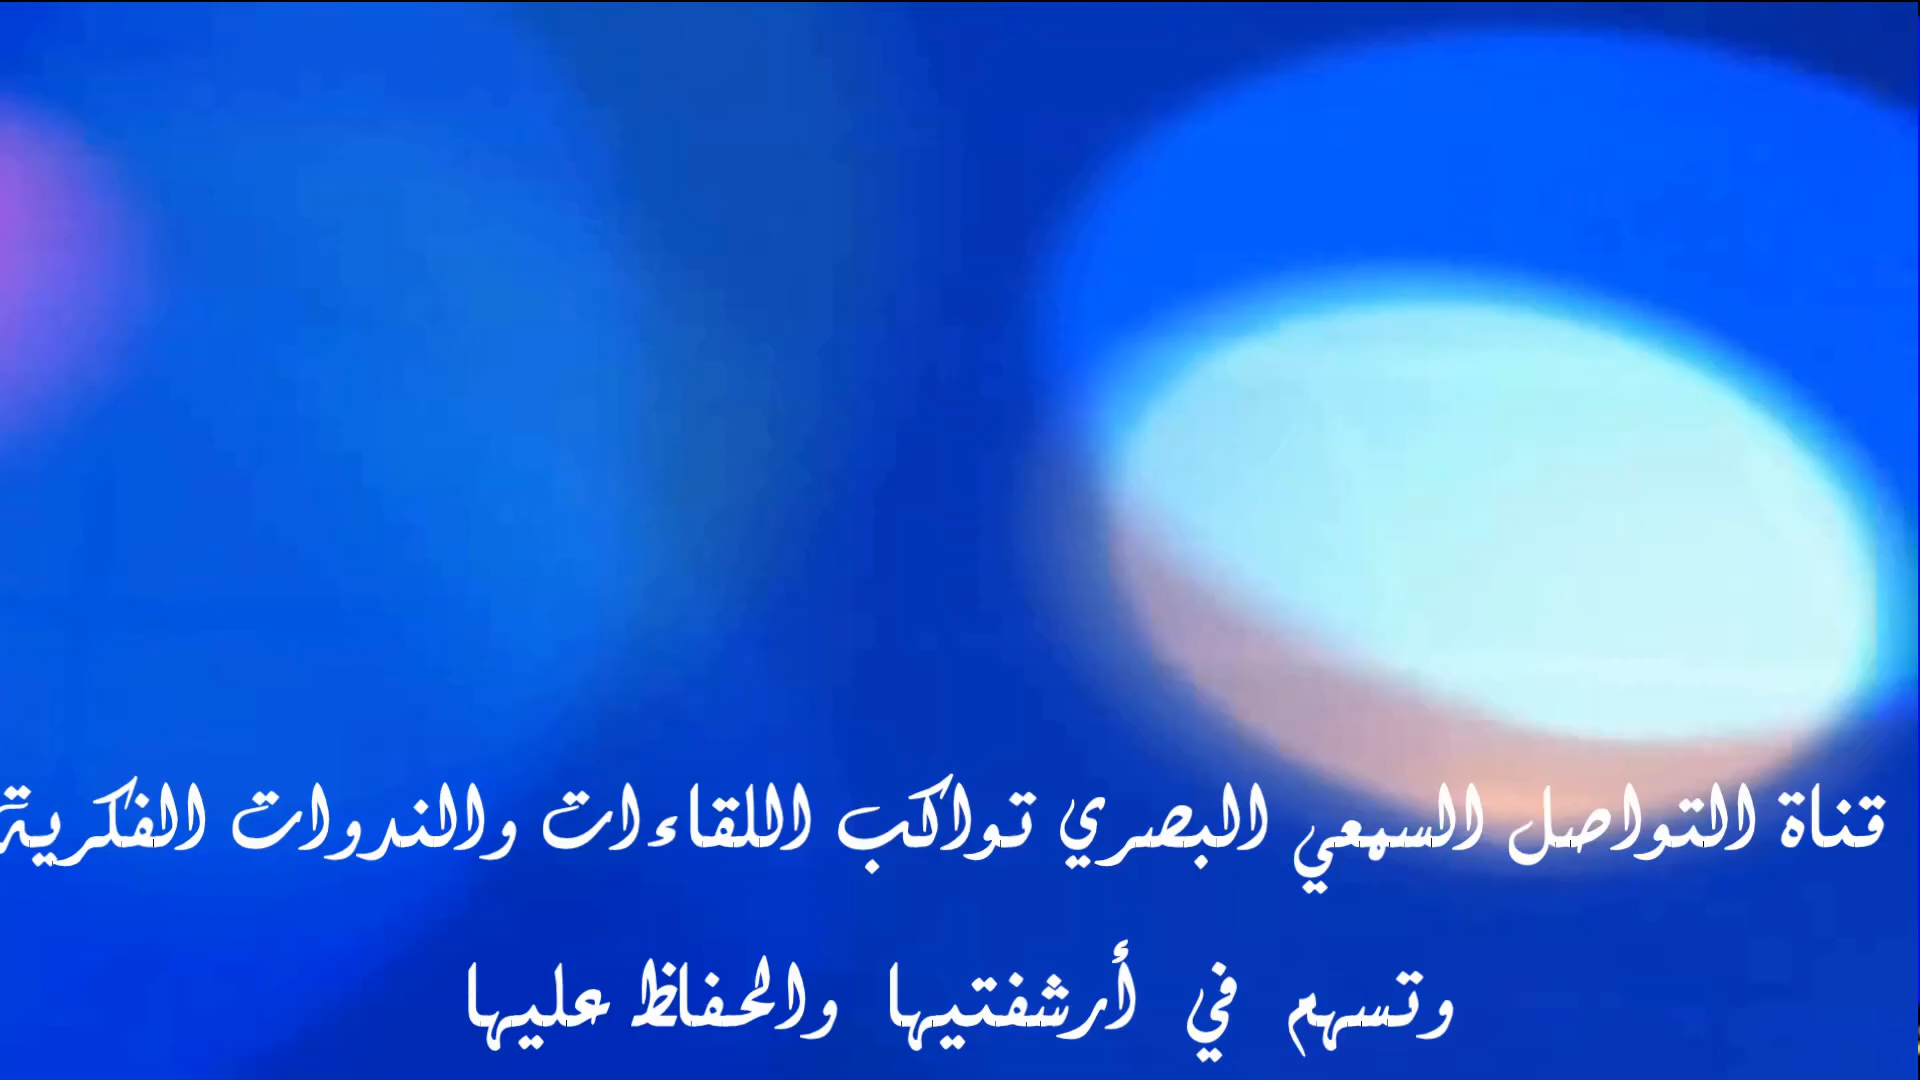 قناة التواصل السمعي البصري تواكب اللقاءات والندوات الفكرية
وتسهم في أرشفتيها والحفاظ عليها